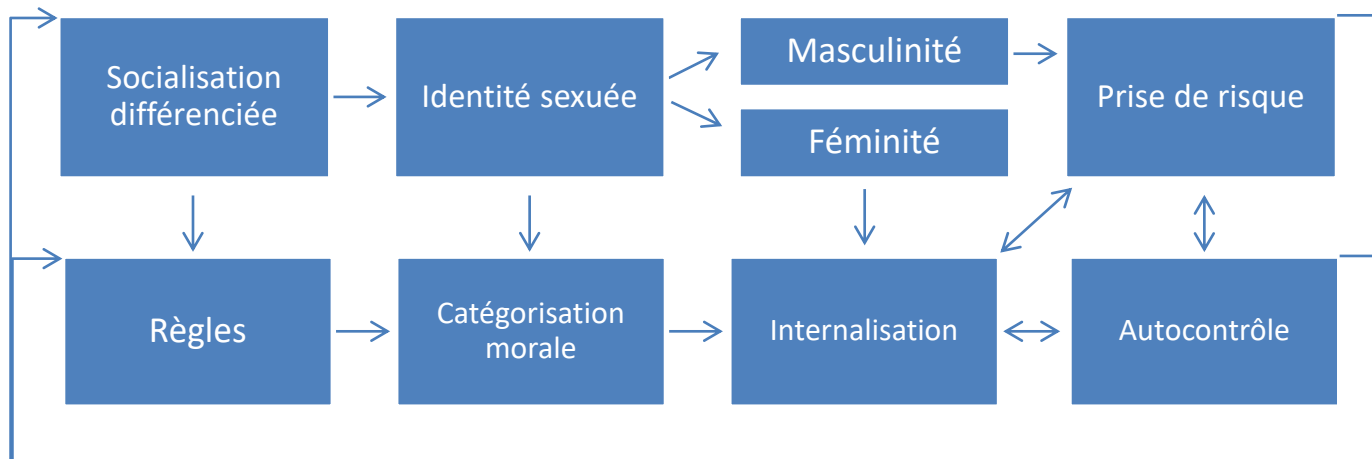 Socialisation
différenciée
Identité sexuée
Masculinité
Féminité
Prise de risque
Règles
Catégorisation
morale
Internalisation
Autocontrôle